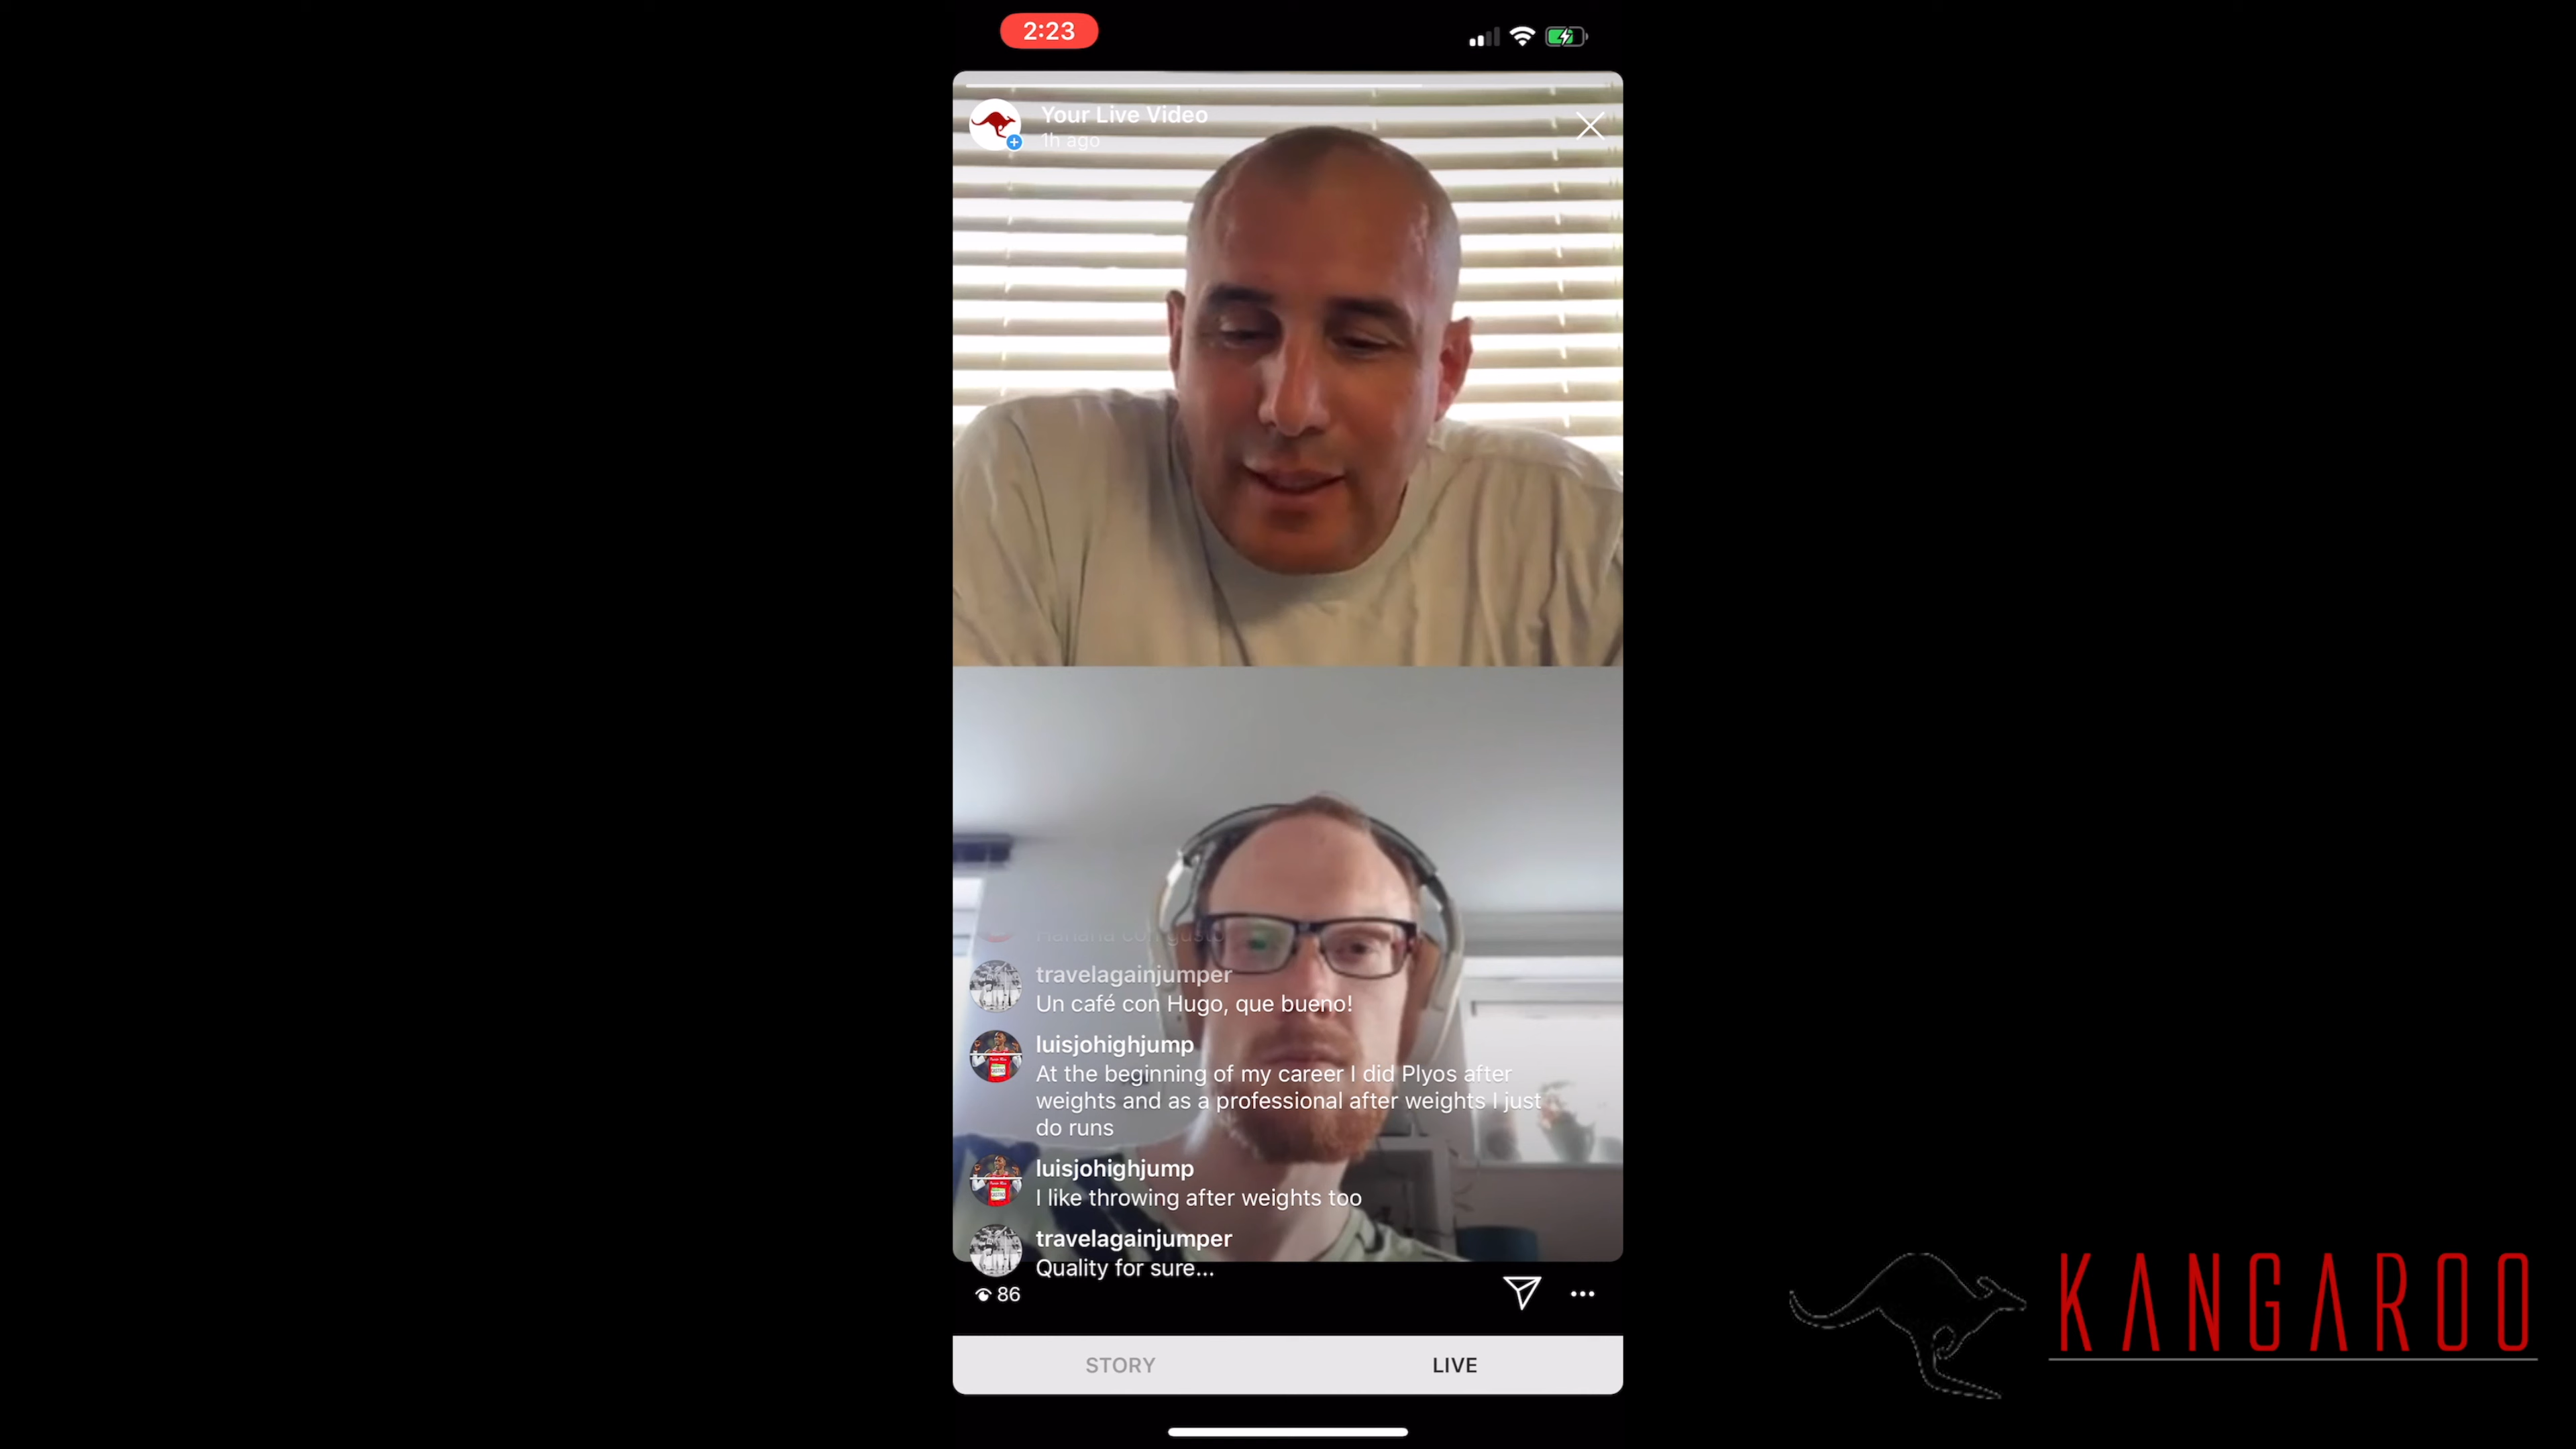 2:23
Your Live Video
1h ago
travelagainjumper
Un café con Hugo, que bueno!
luisjohighjump
At the beginning of my career I did Plyos after
weights and as a professional after weights I just
do runs
luisjohighjump
I like throwing after weights too
travelagainjumper
Quality for sure...
86
STORY
LIVE
KANGAROO